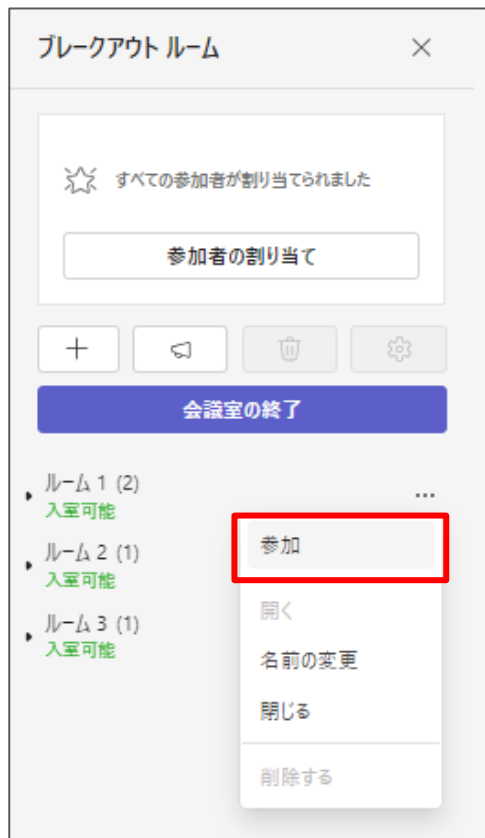 ブレークアウト ルーム
すべての参加者が割り当てられました
参加者の割り当て
会議室の終了
ルーム 1 (2)
入室可能
参加
ルーム 2 (1)
入室可能
開く
ルーム 3 (1)
入室可能
名前の変更
閉じる
削除する